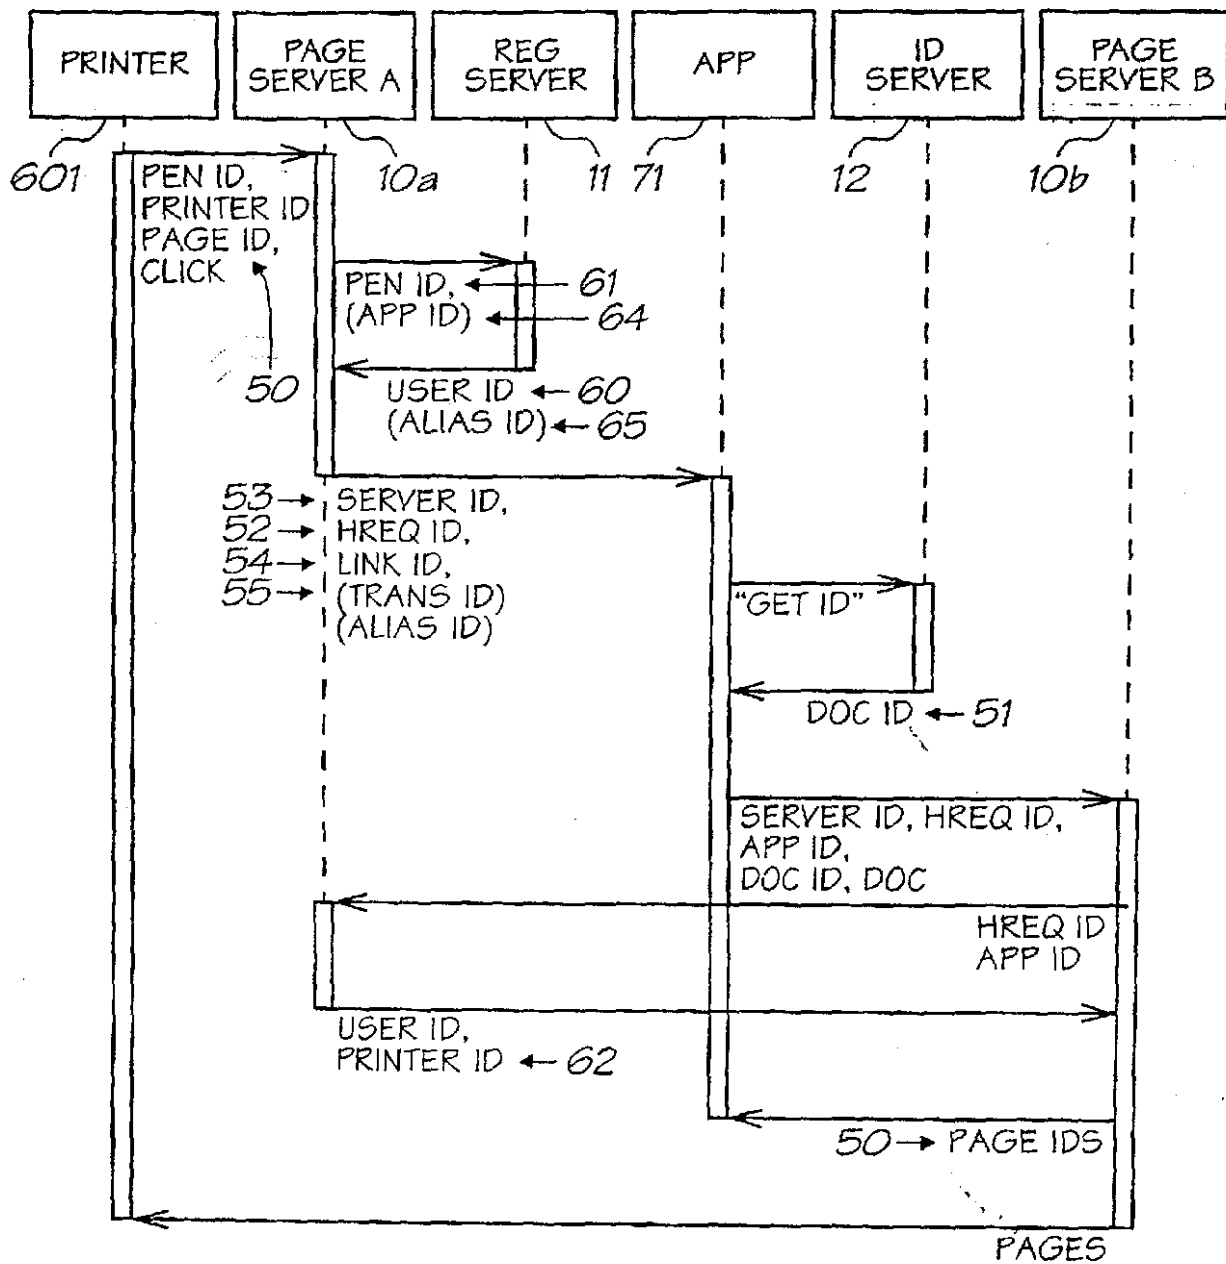 PRINTER
PAGE
SERVER A
REG
SERVER
APP
ID
SERVER
PAGE
SERVER B
601
10a
11
71
12
10b
PEN ID,
PRINTER ID
PAGE ID,
CLICK
50
PEN ID, 61
(APP ID) 64
USER ID 60
(ALIAS ID) 65
53 SERVER ID,
52 HREQ ID,
54 LINK ID,
55 (TRANS ID)
(ALIAS ID)
"GET ID"
DOC ID 51
SERVER ID, HREQ ID,
APP ID,
DOC ID, DOC
HREQ ID
APP ID
USER ID,
PRINTER ID 62
50 PAGE IDS
PAGES